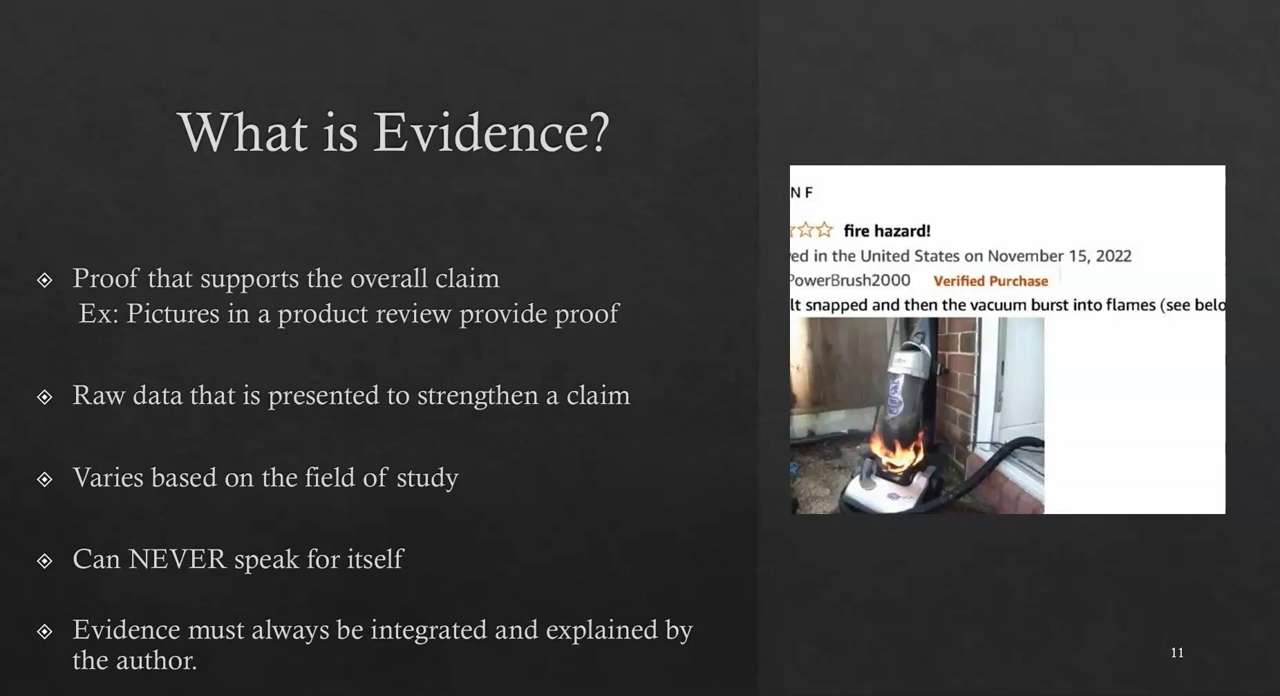 What is Evidence?
Proof that supports the overall claim
Ex: Pictures in a product review provide proof
Raw data that is presented to strengthen a claim
Varies based on the field of study
Can NEVER speak for itself
Evidence must always be integrated and explained by
the author.
N F
fire hazard!
ed in the United States on November 15, 2022
PowerBrush2000 Verified Purchase
lt snapped and then the vacuum burst into flames (see belo
11